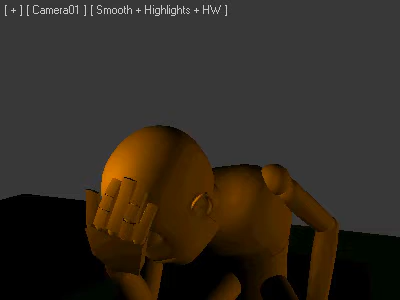 [ + ] [ Camera01 ] [ Smooth + Highlights + HW ]